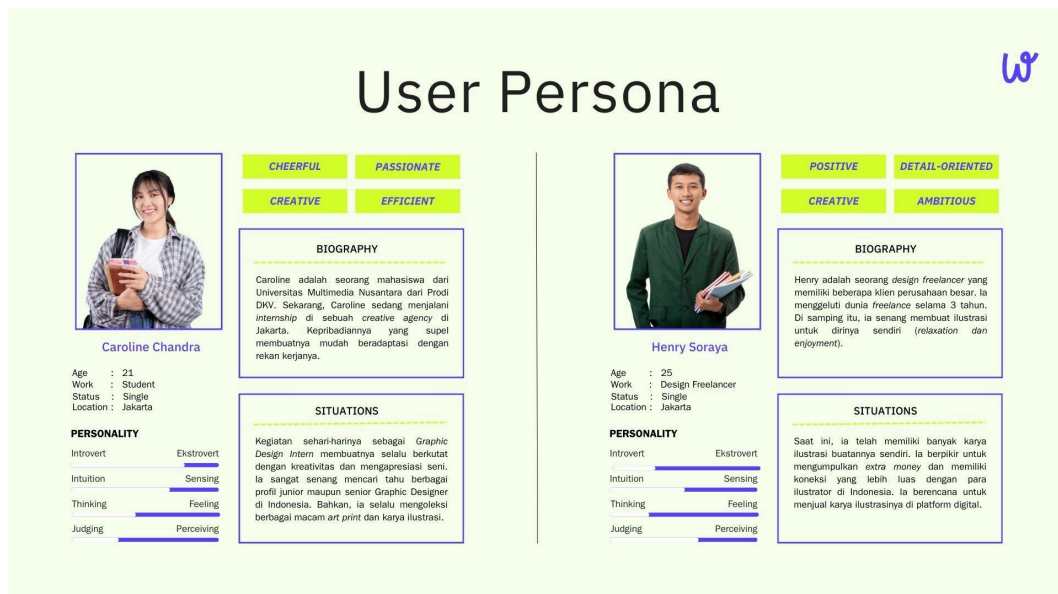 User Persona
w
CHEERFUL
PASSIONATE
CREATIVE
EFFICIENT
BIOGRAPHY
Caroline adalah seorang mahasiswa dari
Universitas Multimedia Nusantara dari Prodi
DKV. Sekarang, Caroline sedang menjalani
internship di sebuah creative agency di
Jakarta. Kepribadiannya yang supel
membuatnya mudah beradaptasi dengan
rekan kerjanya.
Caroline Chandra
Age : 21
Work : Student
Status : Single
Location : Jakarta
PERSONALITY
Introvert Ekstrovert
Intuition Sensing
Thinking Feeling
Judging Perceiving
SITUATIONS
Kegiatan sehari-harinya sebagai Graphic
Design Intern membuatnya selalu berkutat
dengan kreativitas dan mengapresiasi seni.
Ia sangat senang mencari tahu berbagai
profil junior maupun senior Graphic Designer
di Indonesia. Bahkan, ia selalu mengoleksi
berbagai macam art print dan karya ilustrasi.
POSITIVE
DETAIL-ORIENTED
CREATIVE
AMBITIOUS
BIOGRAPHY
Henry adalah seorang design freelancer yang
memiliki beberapa klien perusahaan besar. Ia
menggeluti dunia freelance selama 3 tahun.
Di samping itu, ia senang membuat ilustrasi
untuk dirinya sendiri (relaxation dan
enjoyment).
Henry Soraya
Age : 25
Work : Design Freelancer
Status : Single
Location : Jakarta
PERSONALITY
Introvert Ekstrovert
Intuition Sensing
Thinking Feeling
Judging Perceiving
SITUATIONS
Saat ini, ia telah memiliki banyak karya
ilustrasi buatannya sendiri. Ia berpikir untuk
mengumpulkan extra money dan memiliki
koneksi yang lebih luas dengan para
ilustrator di Indonesia. Ia berencana untuk
menjual karya ilustrasinya di platform digital.